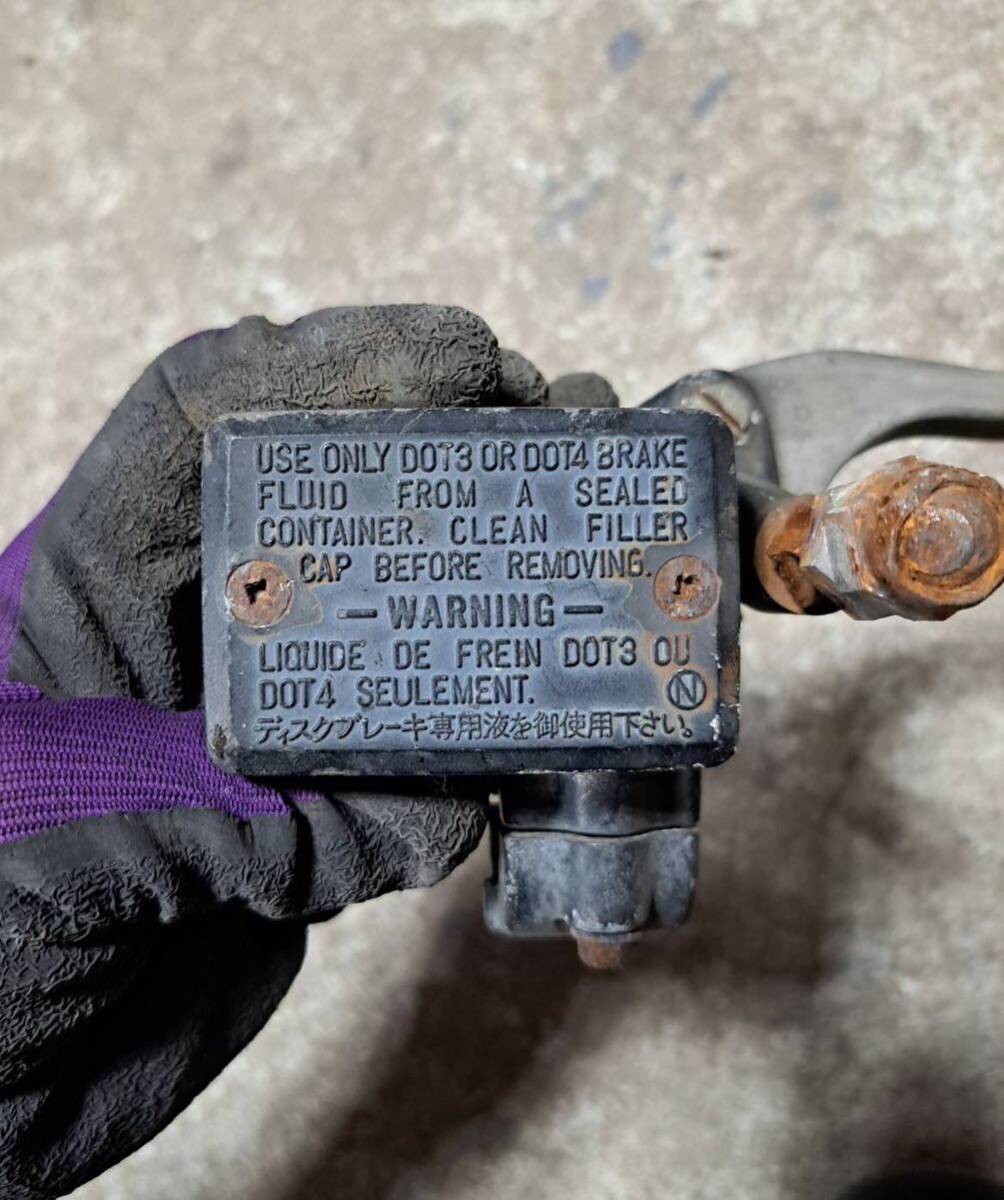 USE ONLY DOT3 OR DOT4 BRAKE
FLUID FROM A SEALED
CONTAINER. CLEAN FILLER
CAP BEFORE REMOVING.
— WARNING —
LIQUIDE DE FREIN DOT3 OU
DOT4 SEULEMENT.
N
ディスクブレーキ専用液を御使用下さい。